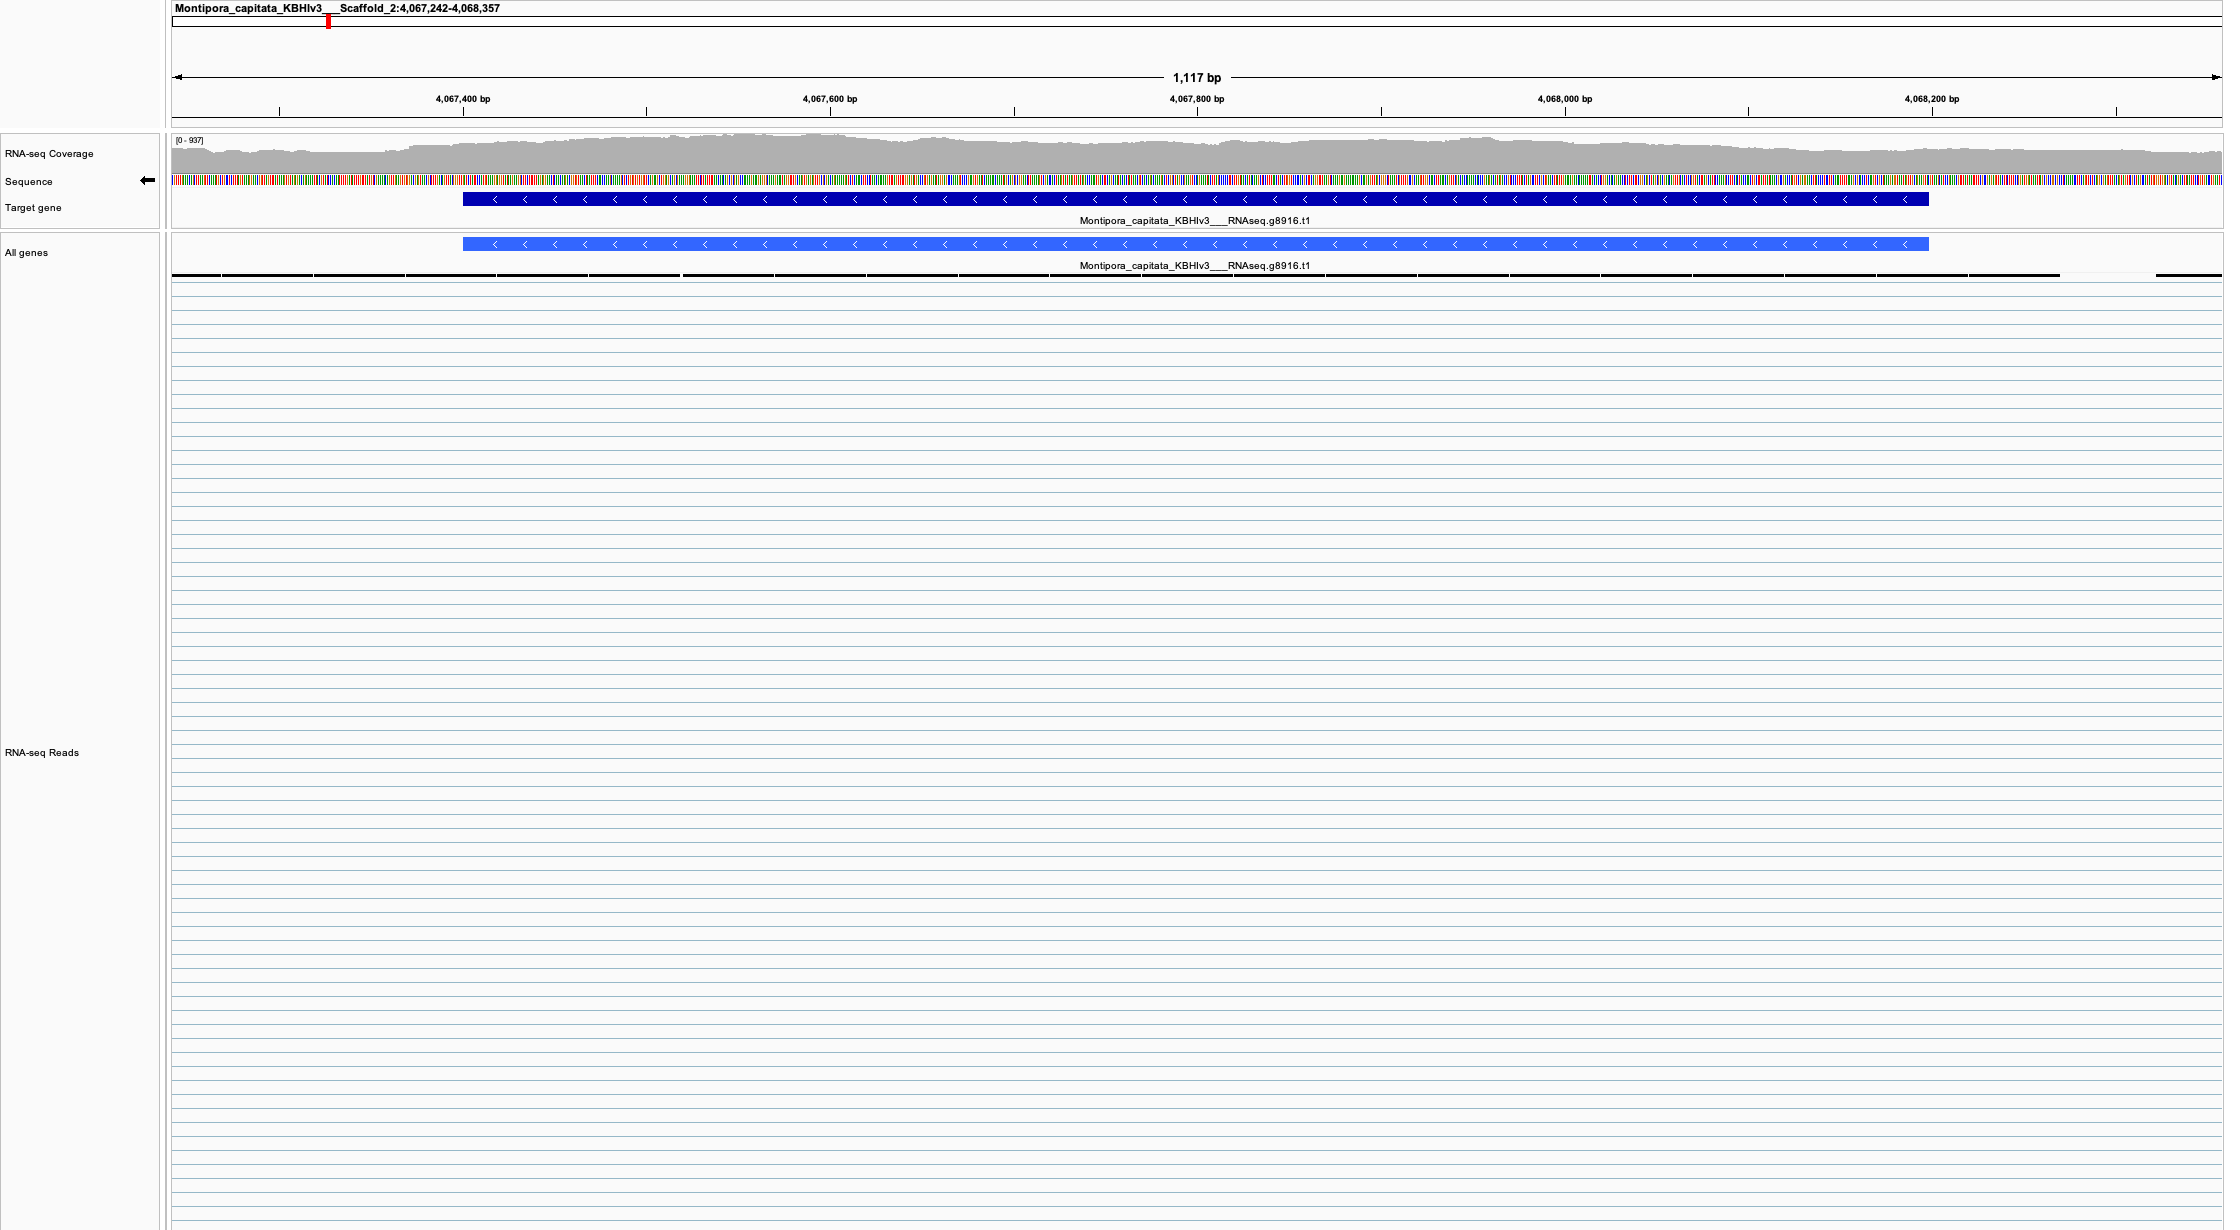 Montipora_capitata_KBHIv3___Scaffold_2:4,067,242-4,068,357
1,117 bp
4,067,400 bp 4,067,600 bp 4,067,800 bp 4,068,000 bp 4,068,200 bp
[0 - 937]
RNA-seq Coverage
Sequence
Target gene
Montipora_capitata_KBHIv3___RNAseq.g8916.t1
All genes
Montipora_capitata_KBHIv3___RNAseq.g8916.t1
RNA-seq Reads